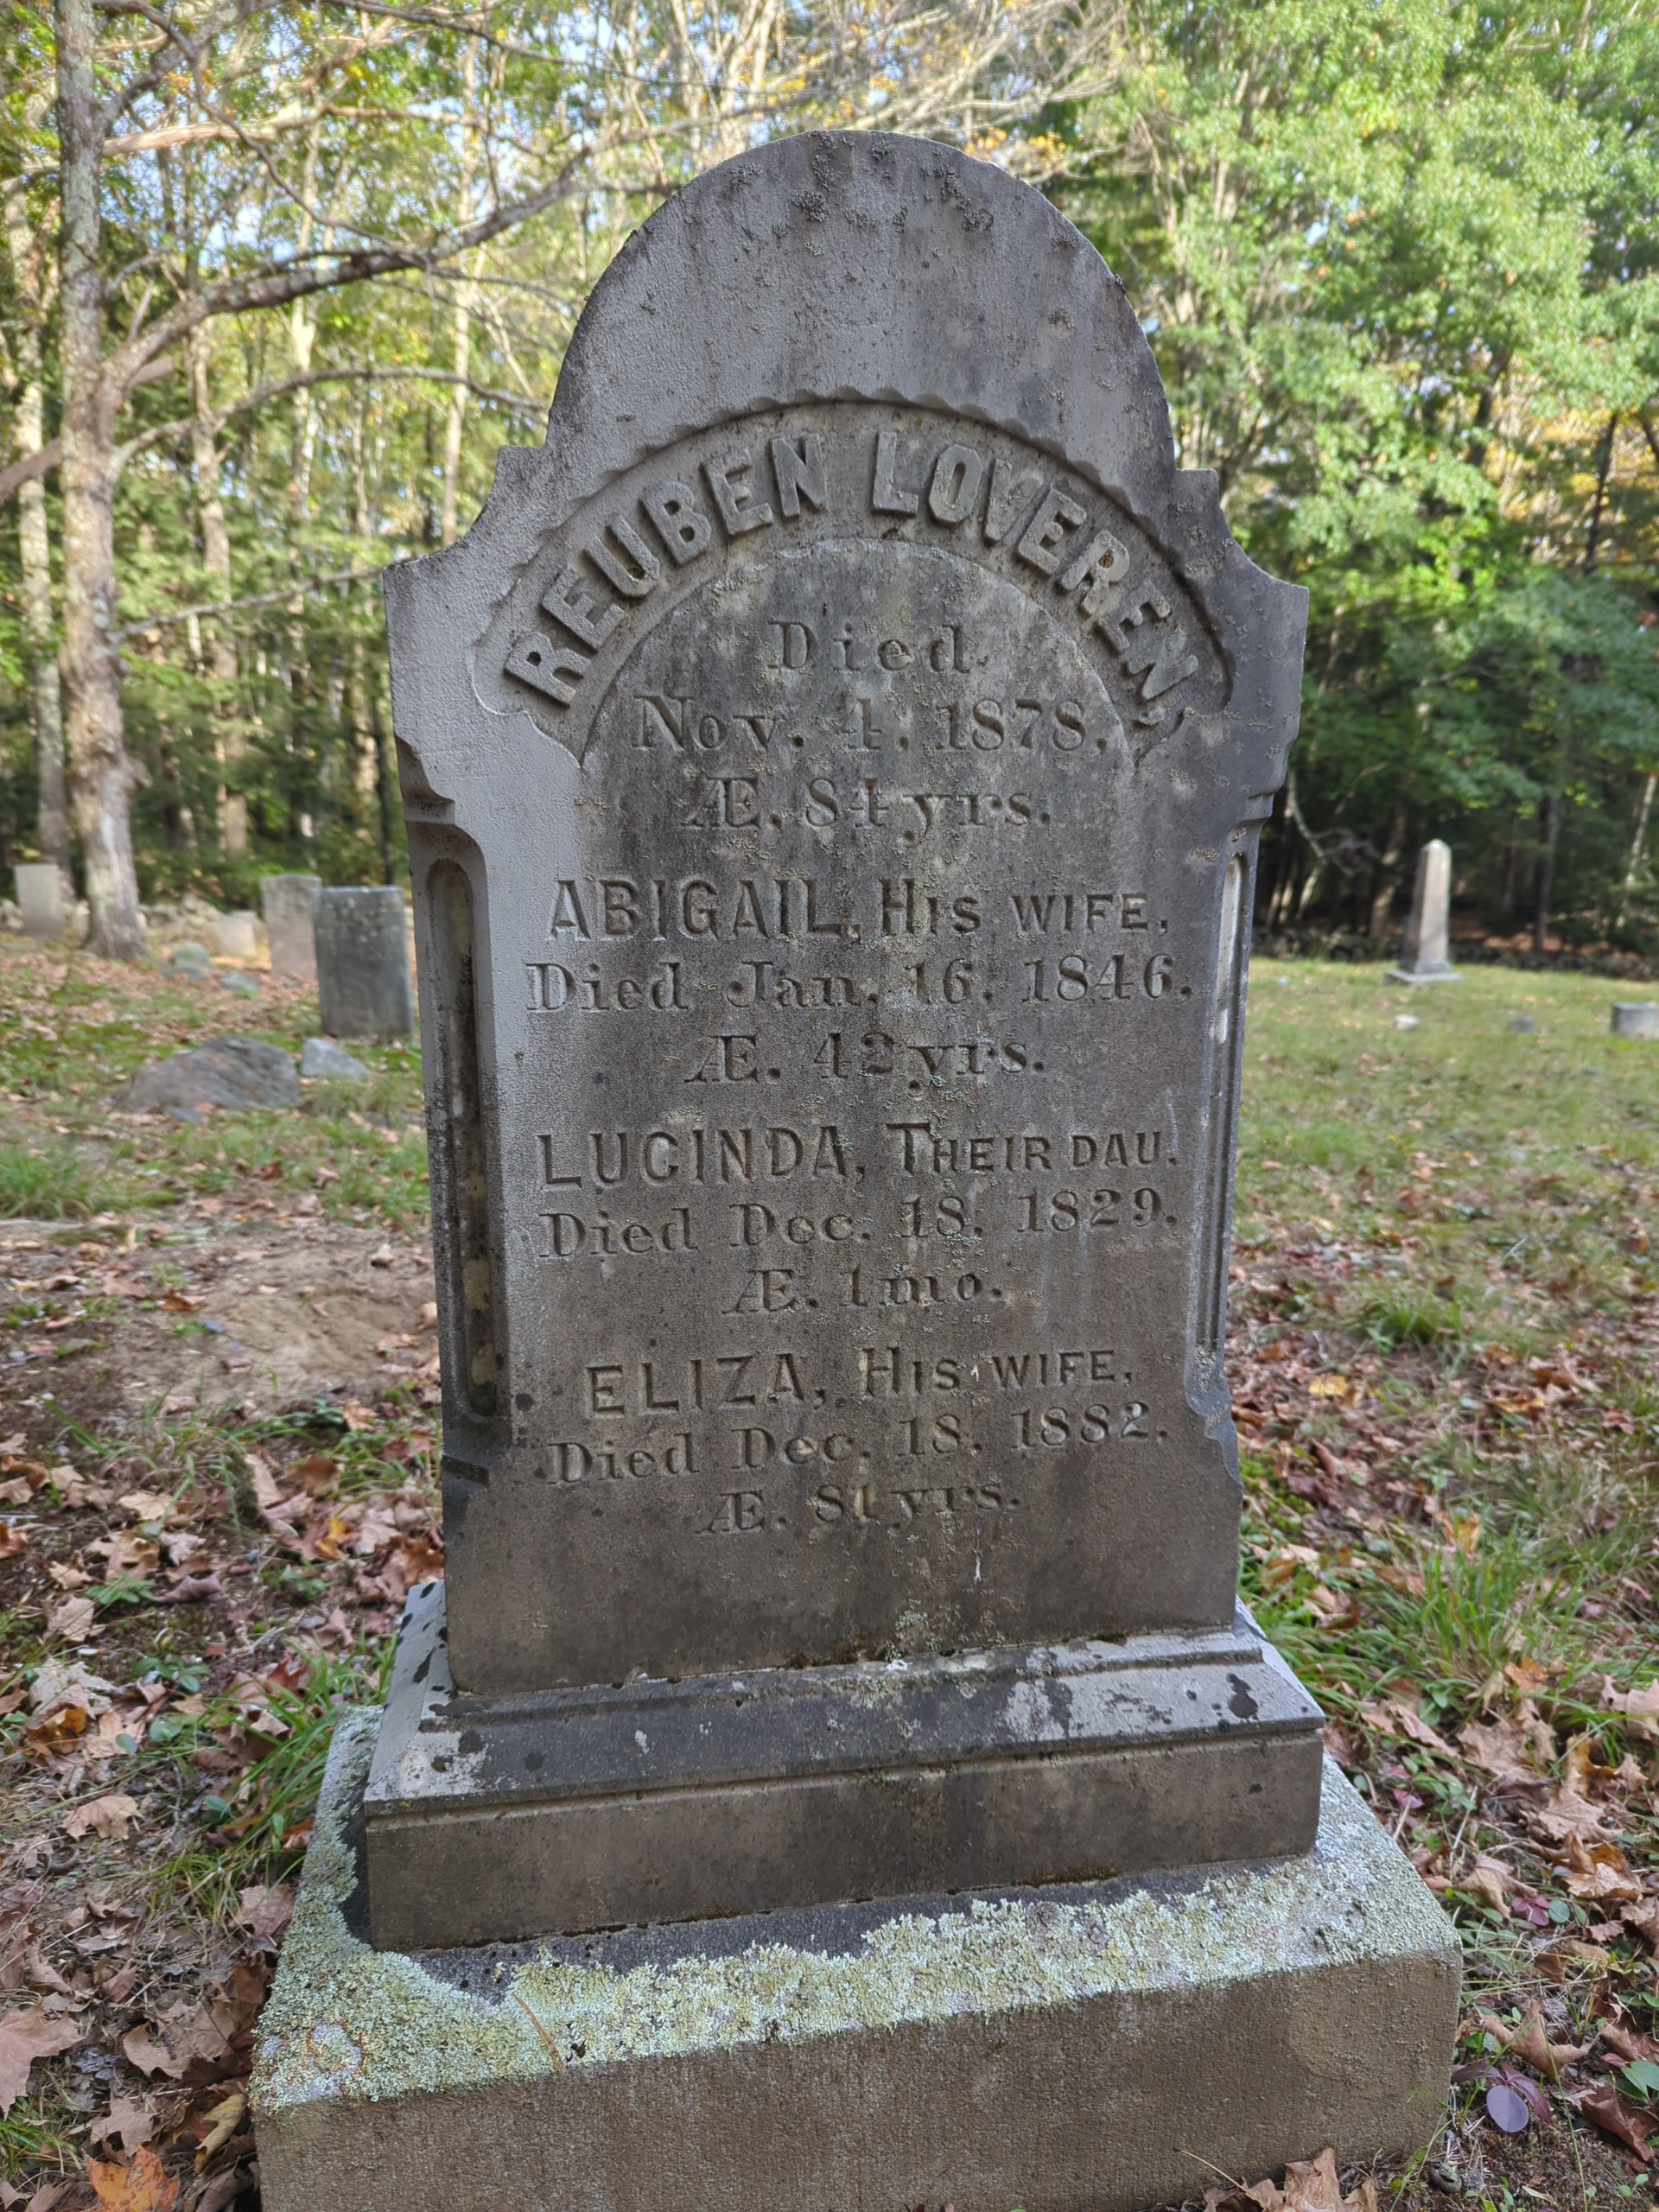 REUBEN LOVEREN,
Died
Nov. 4, 1878,
Æ. 84 yrs.
ABIGAIL, HIS WIFE,
Died Jan. 16, 1846.
Æ. 42 yrs.
LUCINDA, THEIR DAU.
Died Dec. 18, 1829.
Æ. 1 mo.
ELIZA, HIS WIFE,
Died Dec. 18, 1882.
Æ. 81 yrs.